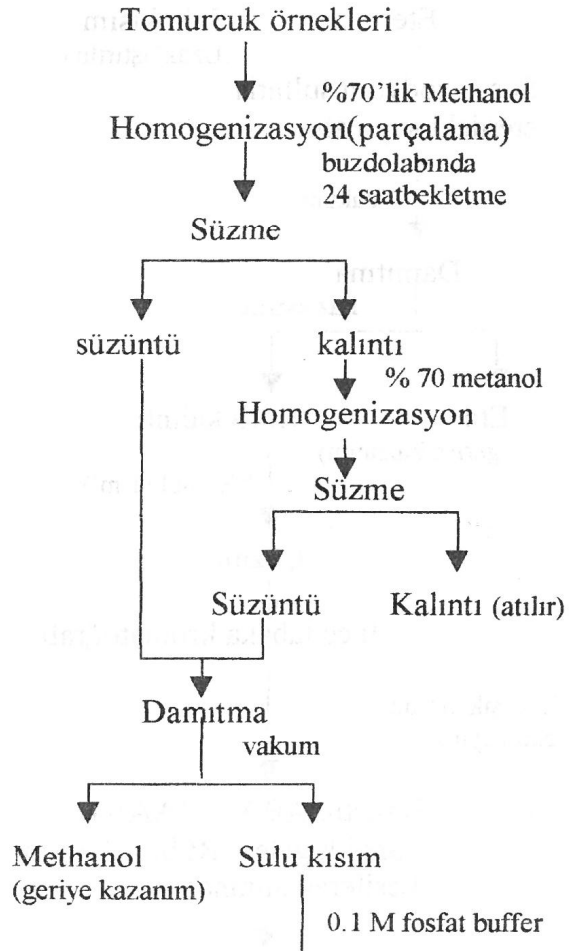 Tomurcuk örnekleri
%70'lik Methanol
Homogenizasyon(parçalama)
buzdolabında
24 saatbekletme
Süzme
süzüntü
kalıntı
% 70 metanol
Homogenizasyon
Süzme
Süzüntü
Kalıntı (atılır)
Damıtma
vakum
Methanol
(geriye kazanım)
Sulu kısım
0.1 M fosfat buffer